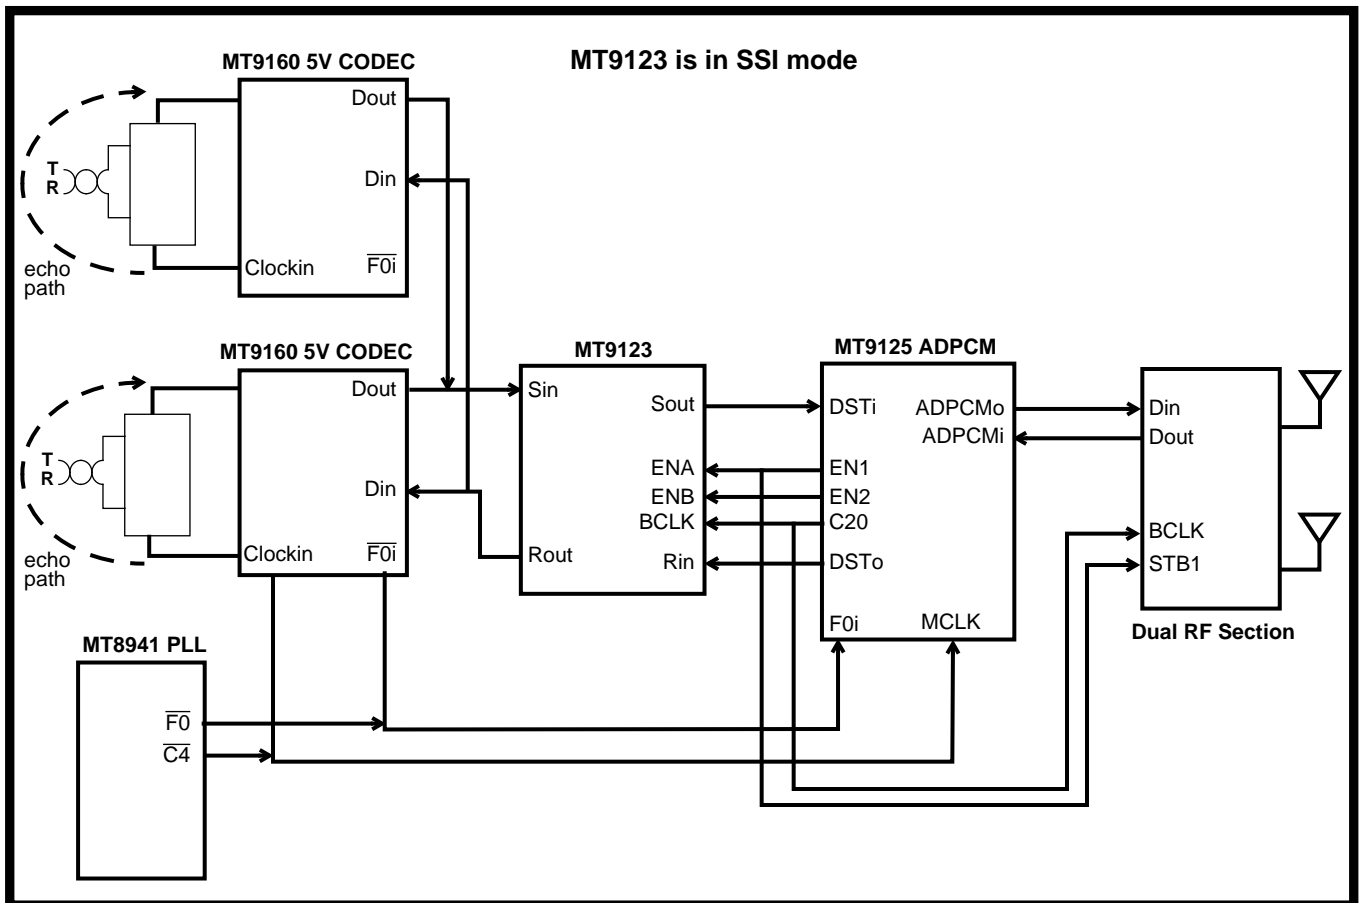 MT9123 is in SSI mode
MT9160 5V CODEC
Dout
Din
Clockin
F0i
T
R
echo
path
MT9160 5V CODEC
Dout
Din
Clockin
F0i
T
R
echo
path
MT9123
Sin
Sout
ENA
ENB
BCLK
Rin
Rout
MT9125 ADPCM
DSTi
ADPCMo
ADPCMi
EN1
EN2
C20
DSTo
F0i
MCLK
Din
Dout
BCLK
STB1
Dual RF Section
MT8941 PLL
F0
C4